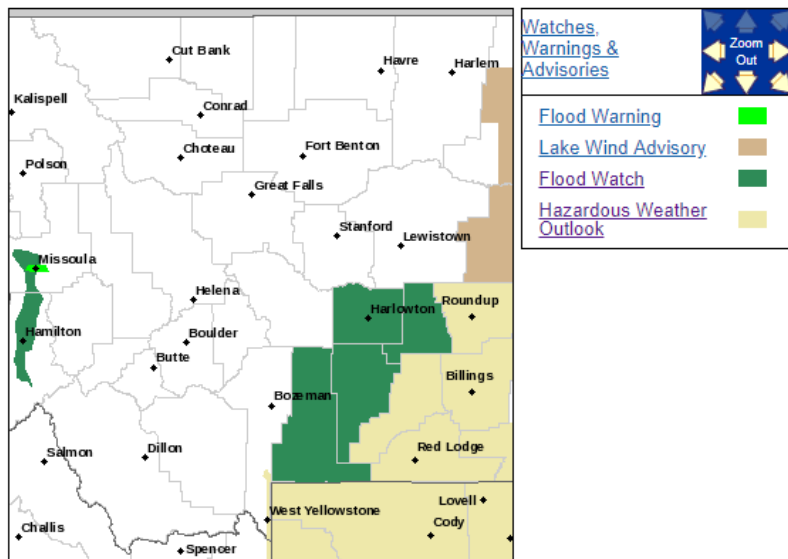 Cut Bank
Havre
Harlem
Kalispell
Conrad
Choteau
Fort Benton
Polson
Great Falls
Stanford
Lewistown
Missoula
Helena
Harlowton
Roundup
Hamilton
Boulder
Butte
Billings
Bozeman
Salmon
Dillon
Red Lodge
West Yellowstone
Lovell
Cody
Challis
Spencer
Watches,
Warnings &
Advisories
Zoom
Out
Flood Warning
Lake Wind Advisory
Flood Watch
Hazardous Weather
Outlook